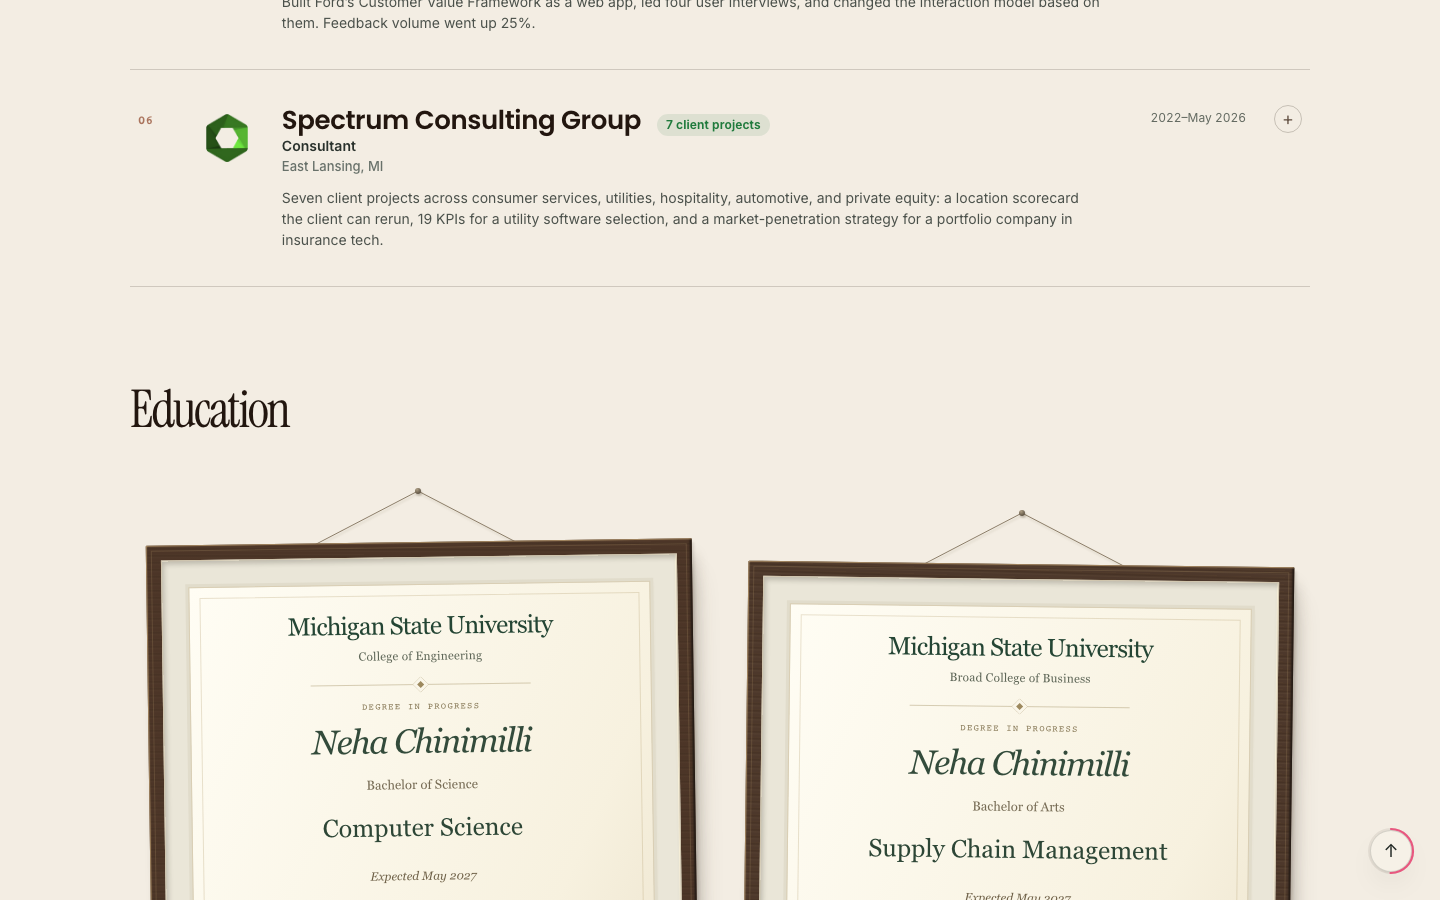 Built Ford's Customer Value Framework as a web app, led four user interviews, and changed the interaction model based on
them. Feedback volume went up 25%.
06
Spectrum Consulting Group
7 client projects
2022–May 2026
+
Consultant
East Lansing, MI
Seven client projects across consumer services, utilities, hospitality, automotive, and private equity: a location scorecard
the client can rerun, 19 KPIs for a utility software selection, and a market-penetration strategy for a portfolio company in
insurance tech.
Education
Michigan State University
College of Engineering
DEGREE IN PROGRESS
Neha Chinimilli
Bachelor of Science
Computer Science
Expected May 2027
Michigan State University
Broad College of Business
DEGREE IN PROGRESS
Neha Chinimilli
Bachelor of Arts
Supply Chain Management
Expected May 2027